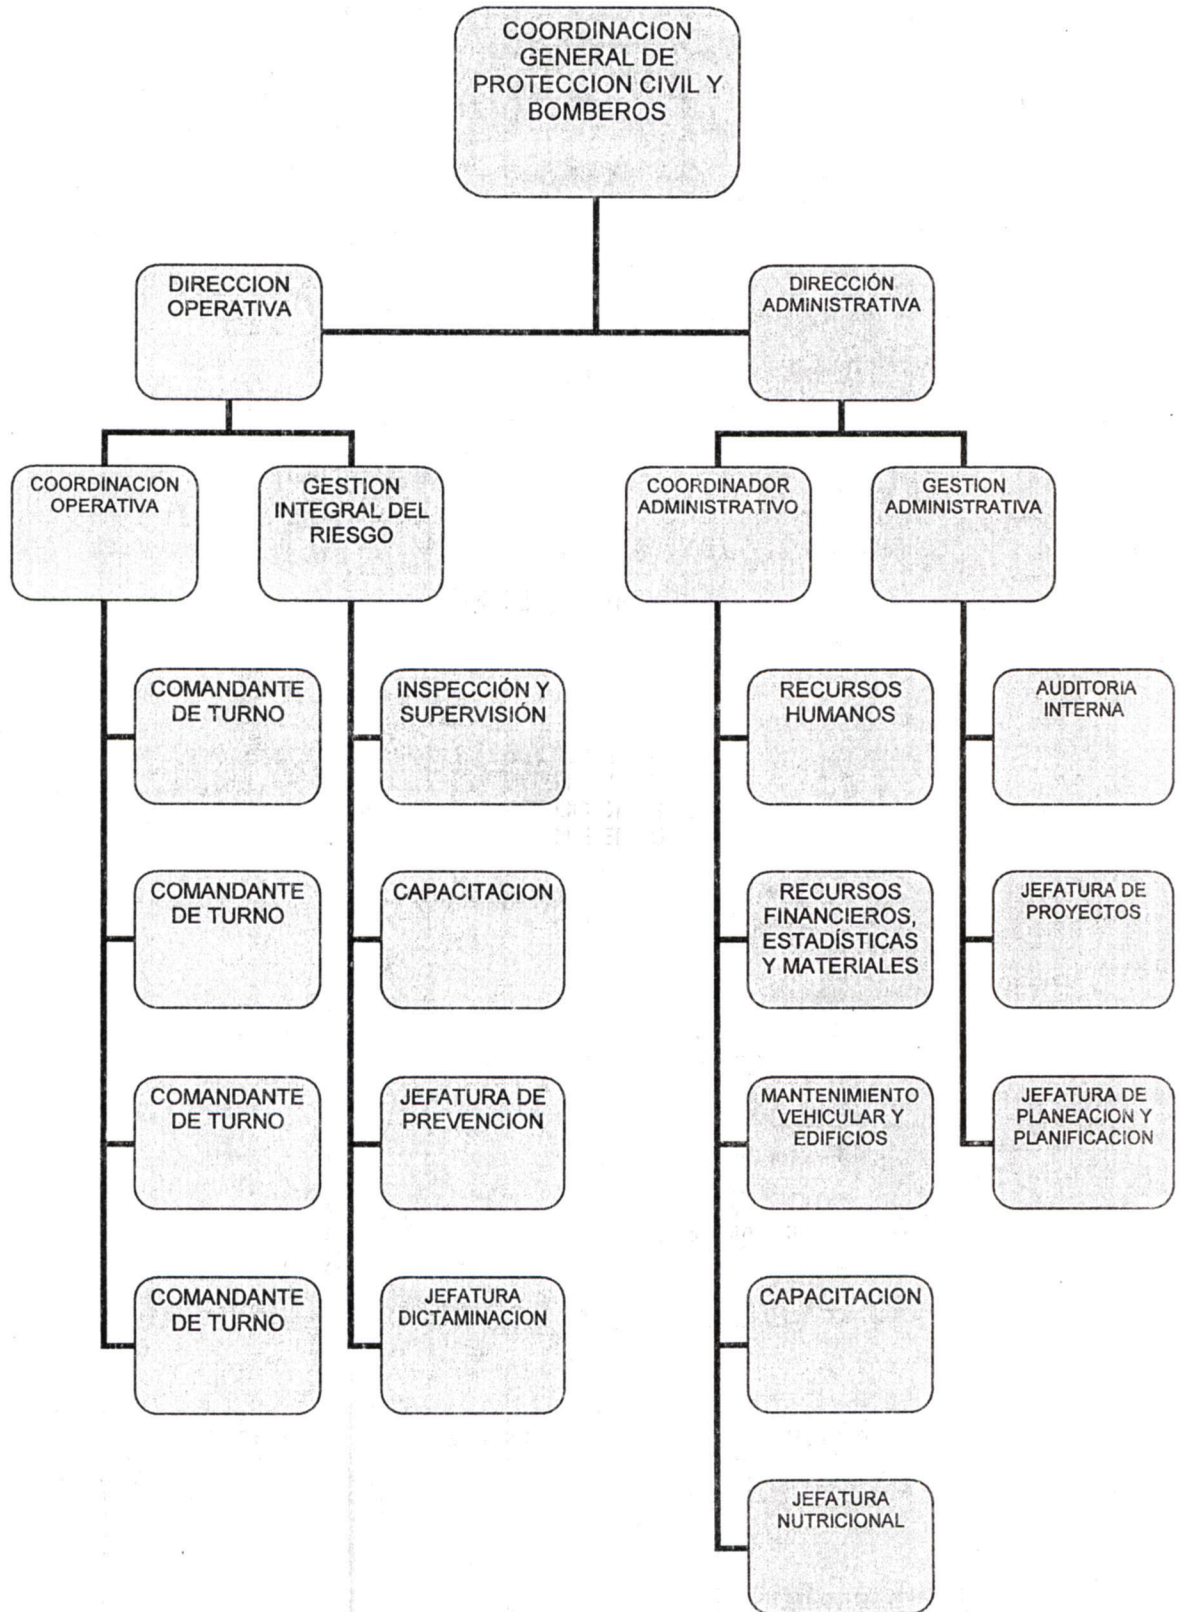 COORDINACION
GENERAL DE
PROTECCION CIVIL Y
BOMBEROS
DIRECCION
OPERATIVA
DIRECCIÓN
ADMINISTRATIVA
COORDINACION
OPERATIVA
GESTION
INTEGRAL DEL
RIESGO
COORDINADOR
ADMINISTRATIVO
GESTION
ADMINISTRATIVA
COMANDANTE
DE TURNO
INSPECCIÓN Y
SUPERVISIÓN
RECURSOS
HUMANOS
AUDITORIA
INTERNA
COMANDANTE
DE TURNO
CAPACITACION
RECURSOS
FINANCIEROS,
ESTADÍSTICAS
Y MATERIALES
JEFATURA DE
PROYECTOS
COMANDANTE
DE TURNO
JEFATURA DE
PREVENCION
MANTENIMIENTO
VEHICULAR Y
EDIFICIOS
JEFATURA DE
PLANEACION Y
PLANIFICACION
COMANDANTE
DE TURNO
JEFATURA
DICTAMINACION
CAPACITACION
JEFATURA
NUTRICIONAL